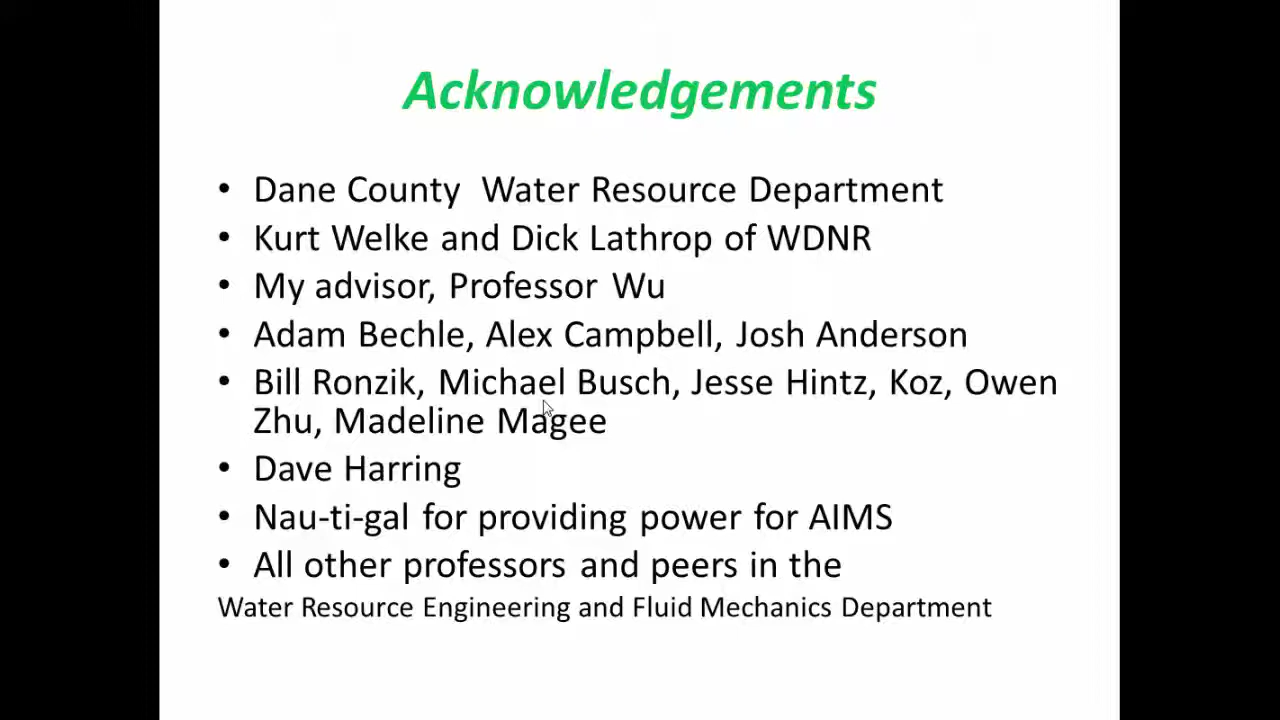 Acknowledgements
• Dane County Water Resource Department
• Kurt Welke and Dick Lathrop of WDNR
• My advisor, Professor Wu
• Adam Bechle, Alex Campbell, Josh Anderson
• Bill Ronzik, Michael Busch, Jesse Hintz, Koz, Owen
Zhu, Madeline Magee
• Dave Harring
• Nau-ti-gal for providing power for AIMS
• All other professors and peers in the
Water Resource Engineering and Fluid Mechanics Department